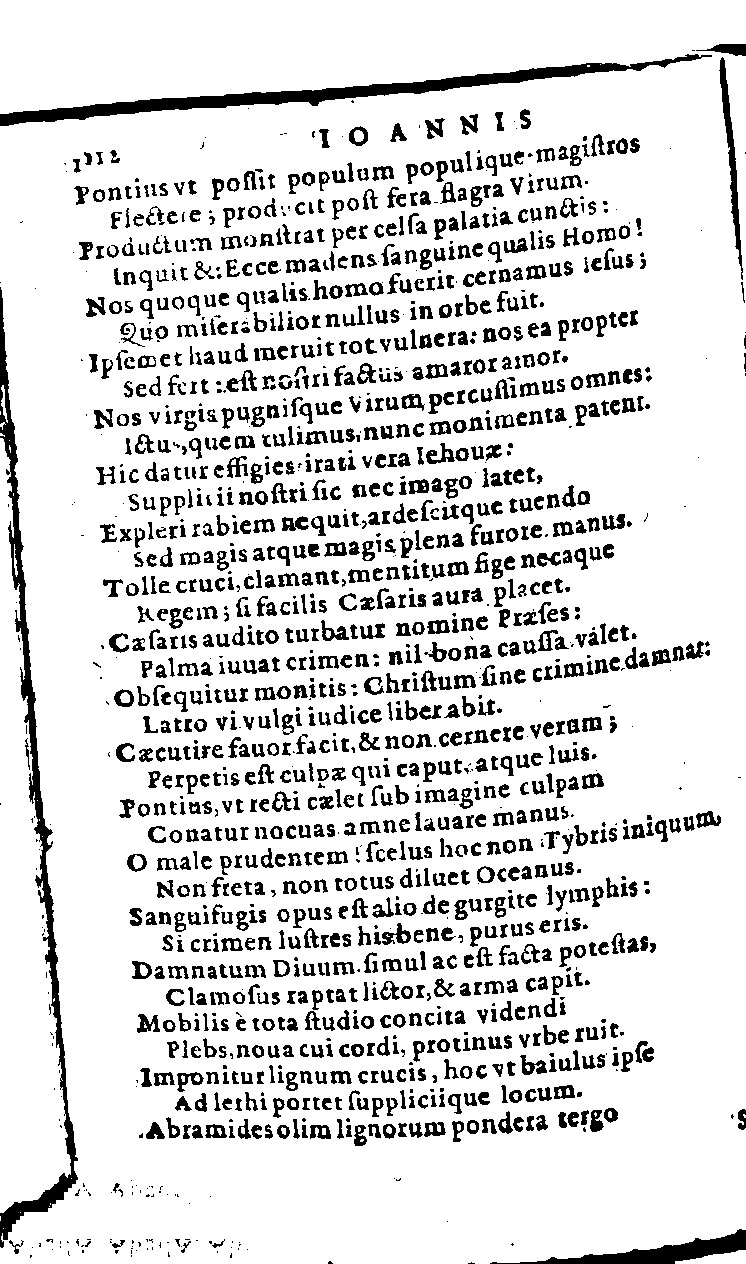 1112 IOANNIS
Pontius vt poſſit populum populique magiſtros
Flectere; producit poſt fera flagra Virum.
Productum monſtrat per celſa palatia cunctis:
Inquit &: Ecce madens ſanguine qualis Homo!
Nos quoque qualis homo fuerit cernamus Ieſus;
Quo miſerabilior nullus in orbe fuit.
Ipſemet haud meruit tot vulnera: nos ea propter
Sed fert: eſt noſtri factus amaror amor.
Nos virgis pugniſque Virum percuſſimus omnes:
Ictus, quem tulimus, nunc monimenta patent.
Hic datur effigies irati vera Iehouæ:
Supplicii noſtri ſic nec imago latet,
Expleri rabiem nequit, ardeſcitque tuendo
Sed magis atque magis plena furore manus.
Tolle cruci, clamant, mentitum fige necaque
Regem; ſi facilis Cæſaris aura placet.
Cæſaris audito turbatur nomine Præſes:
Palma iuuat crimen: nil bona cauſſa valet.
Obſequitur monitis: Chriſtum ſine crimine damnat:
Latro vi vulgi iudice liber abit.
Cæcutire fauor facit, & non cernere verum;
Perpetis eſt culpæ qui caput, atque luis.
Pontius, vt recti cælet ſub imagine culpam
Conatur nocuas amne lauare manus.
O male prudentem! ſcelus hoc non Tybris iniquum,
Non freta, non totus diluet Oceanus.
Sanguifugis opus eſt alio de gurgite lymphis:
Si crimen luſtres his bene, purus eris.
Damnatum Diuum ſimul ac eſt facta poteſtas,
Clamoſus raptat lictor, & arma capit.
Mobilis è tota ſtudio concita videndi
Plebs, noua cui cordi, protinus vrbe ruit.
Imponitur lignum crucis, hoc vt baiulus ipſe
Ad lethi portet ſuppliciique locum.
Abramides olim lignorum pondera tergo